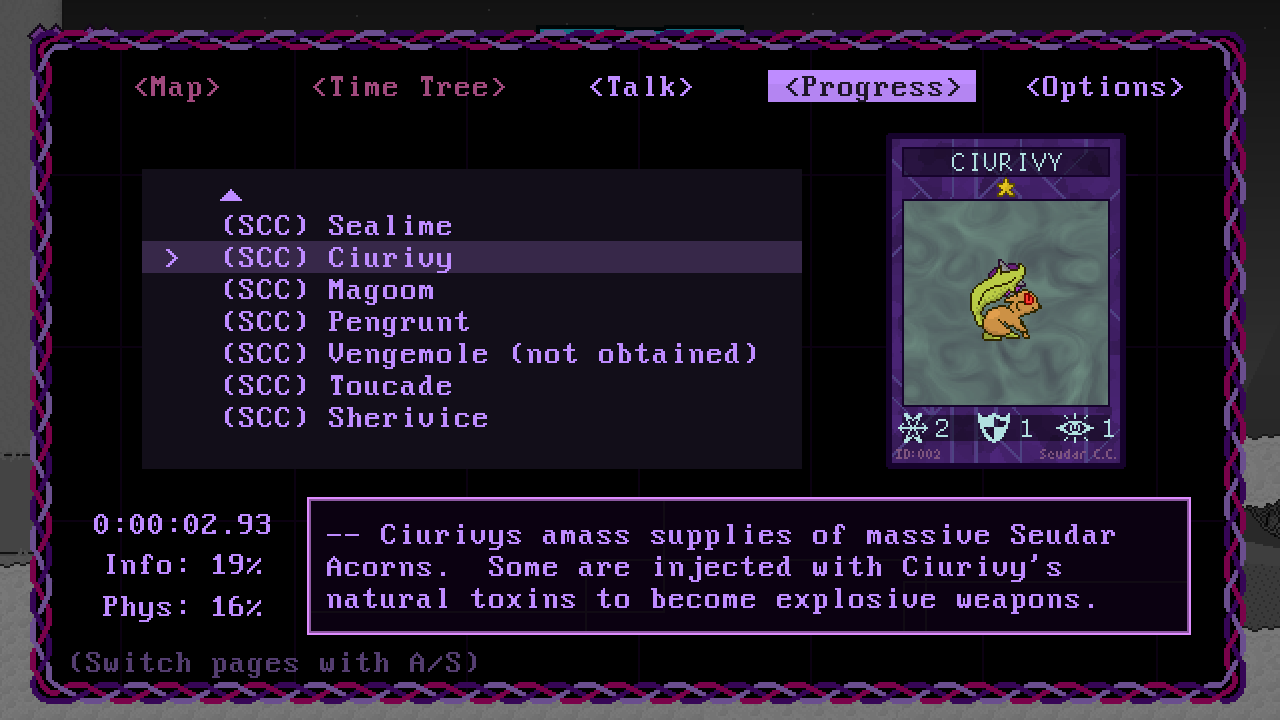 <Map> <Time Tree> <Talk> <Progress> <Options>
(SCC) Sealime
> (SCC) Ciurivy
(SCC) Magoom
(SCC) Pengrunt
(SCC) Vengemole (not obtained)
(SCC) Toucade
(SCC) Sherivice
CIURIVY
2 1 1
ID:002 Seudar C.C.
0:00:02.93
Info: 19%
Phys: 16%
-- Ciurivys amass supplies of massive Seudar
Acorns.  Some are injected with Ciurivy's
natural toxins to become explosive weapons.
(Switch pages with A/S)